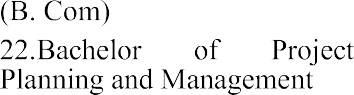 (B. Com)
22.Bachelor of Project
Planning and Management